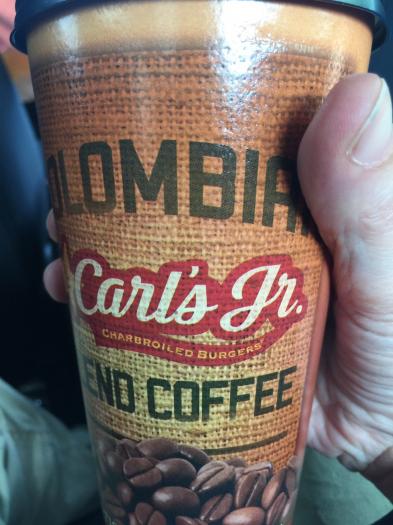 OLOMBIA
Carl's Jr.
CHARBROILED BURGERS
END COFFEE